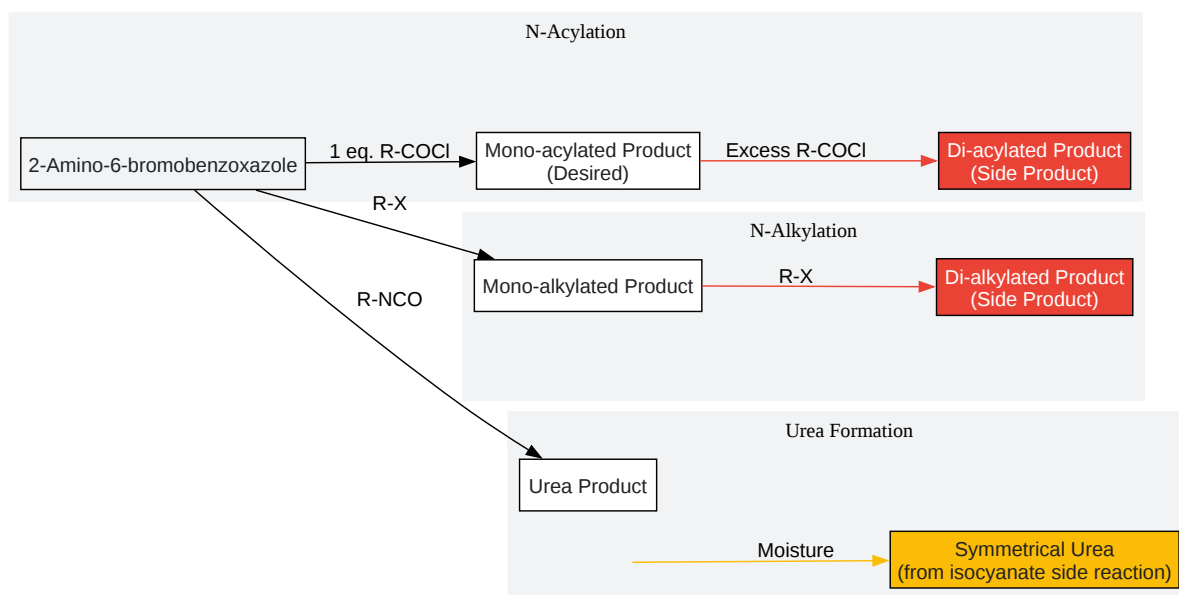 N-Acylation
2-Amino-6-bromobenzoxazole
1 eq. R-COCl
Mono-acylated Product
(Desired)
Excess R-COCl
Di-acylated Product
(Side Product)
R-X
N-Alkylation
Mono-alkylated Product
R-X
Di-alkylated Product
(Side Product)
R-NCO
Urea Formation
Urea Product
Moisture
Symmetrical Urea
(from isocyanate side reaction)